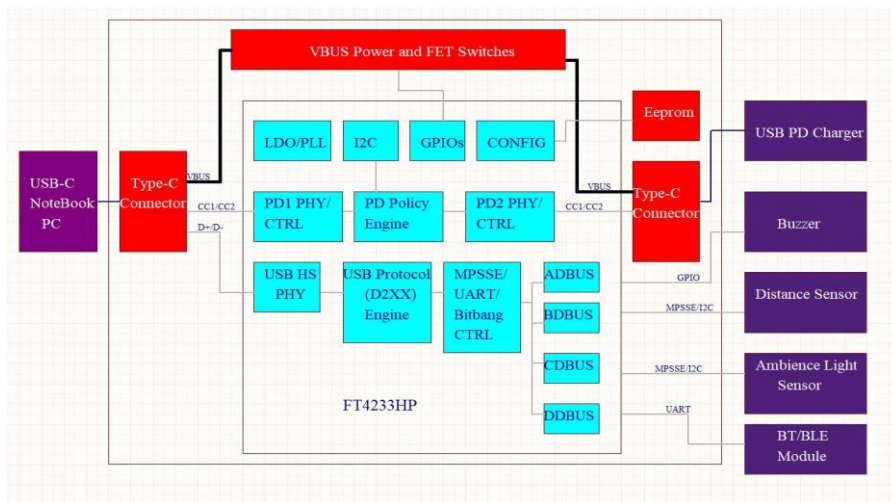 VBUS Power and FET Switches
Eeprom
USB PD Charger
LDO/PLL
I2C
GPIOs
CONFIG
USB-C
NoteBook
PC
Type-C
Connector
VBUS
CC1/CC2
D+/D-
PD1 PHY/
CTRL
PD Policy
Engine
PD2 PHY/
CTRL
VBUS
CC1/CC2
Type-C
Connector
Buzzer
GPIO
USB HS
PHY
USB Protocol
(D2XX)
Engine
MPSSE/
UART/
Bitbang
CTRL
ADBUS
BDBUS
CDBUS
DDBUS
Distance Sensor
MPSSE/I2C
Ambience Light
Sensor
MPSSE/I2C
UART
FT4233HP
BT/BLE
Module